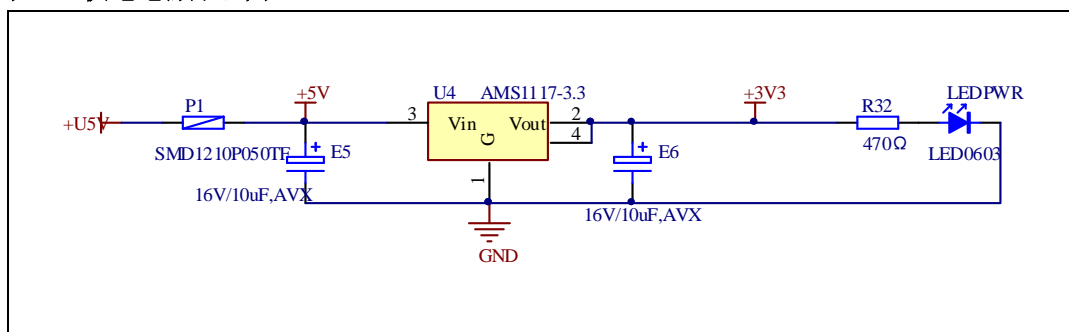 U4 AMS1117-3.3
+5V
+3V3
LEDPWR
P1
R32
+U5V
3
Vin
Vout
2
4
G
1
SMD1210P050TF
E5
E6
470Ω
LED0603
16V/10uF,AVX
16V/10uF,AVX
GND